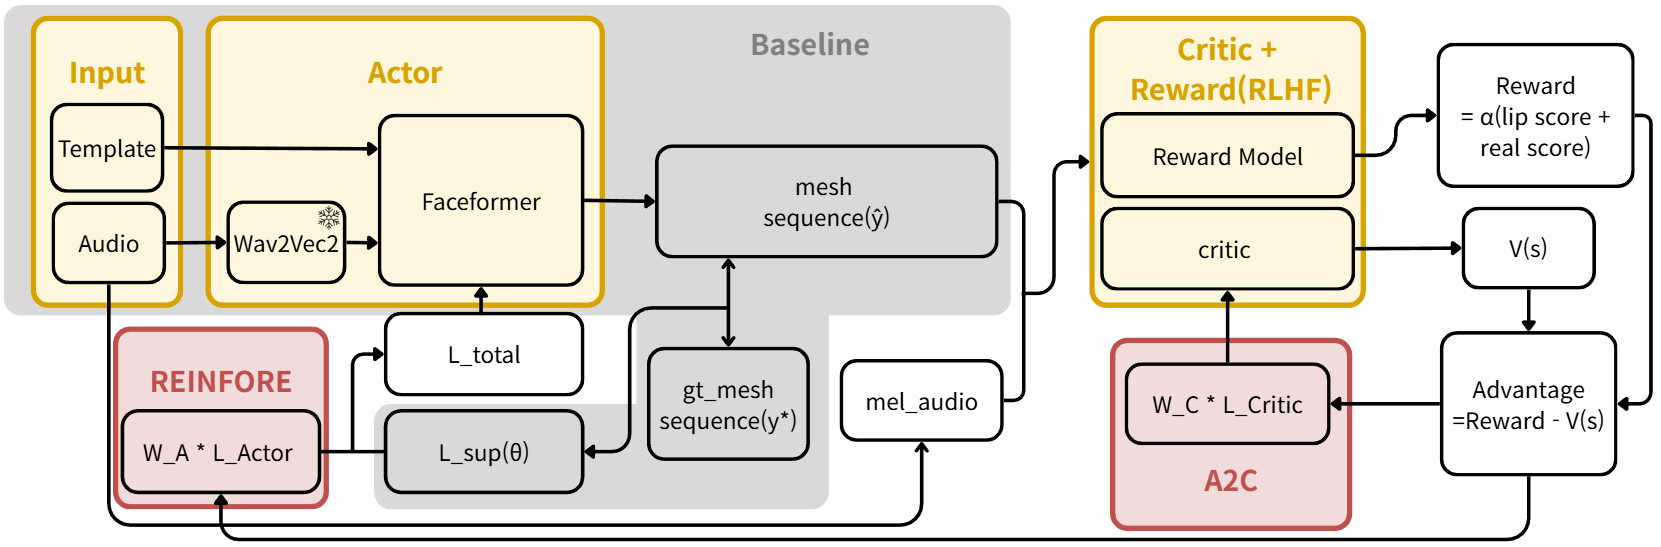 Baseline
Input
Actor
Critic +
Reward(RLHF)
Template
Audio
Wav2Vec2
Faceformer
mesh
sequence(ŷ)
Reward Model
critic
Reward
= α(lip score +
real score)
V(s)
L_total
REINFORE
W_A * L_Actor
L_sup(θ)
gt_mesh
sequence(y*)
mel_audio
W_C * L_Critic
A2C
Advantage
=Reward - V(s)